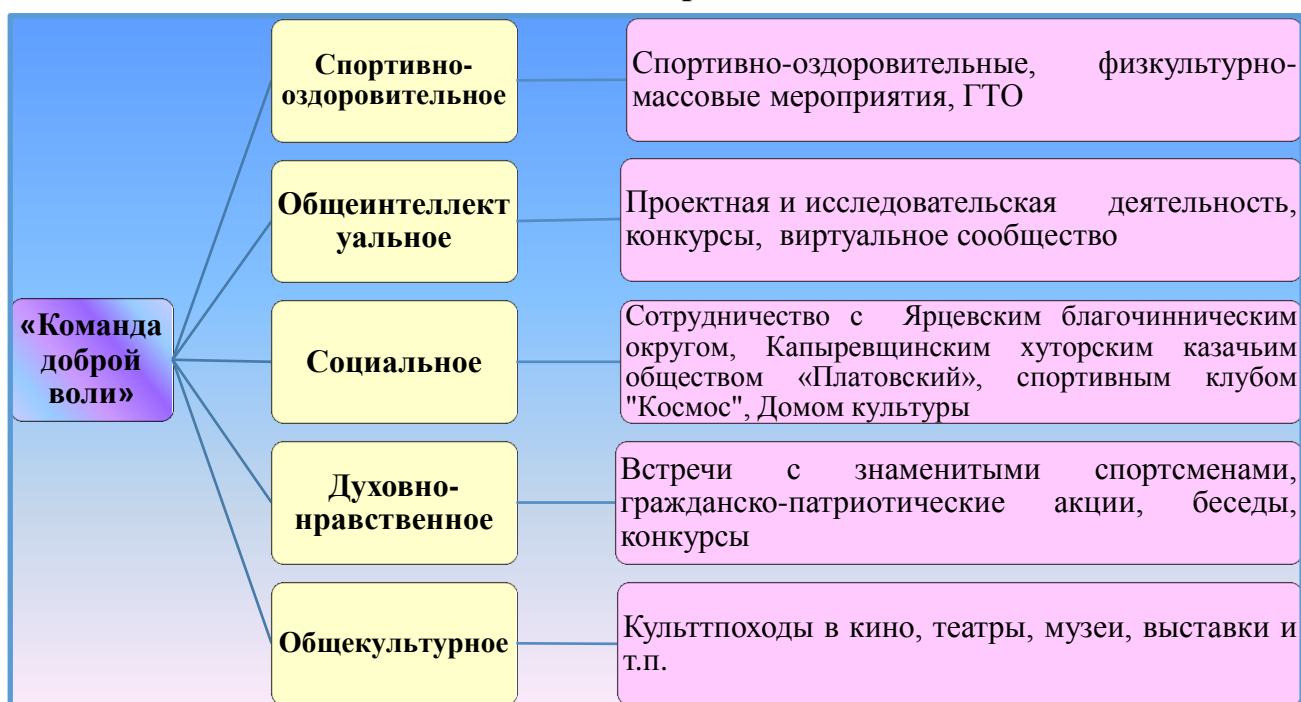 «Команда
доброй
воли»
Спортивно-
оздоровительное
Спортивно-оздоровительные, физкультурно-
массовые мероприятия, ГТО
Общеинтеллект
уальное
Проектная и исследовательская деятельность,
конкурсы, виртуальное сообщество
Социальное
Сотрудничество с Ярцевским благочинническим
округом, Капыревщинским хуторским казачьим
обществом «Платовский», спортивным клубом
"Космос", Домом культуры
Духовно-
нравственное
Встречи с знаменитыми спортсменами,
гражданско-патриотические акции, беседы,
конкурсы
Общекультурное
Культтпоходы в кино, театры, музеи, выставки и
т.п.